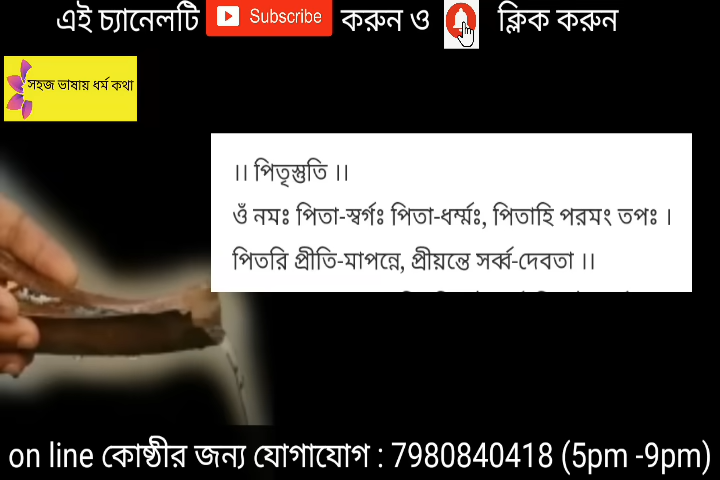 এই চ্যানেলটি Subscribe করুন ও ক্লিক করুন
সহজ ভাষায় ধর্ম কথা
।। পিতৃস্তুতি ।।
ওঁ নমঃ পিতা-স্বর্গঃ পিতা-ধর্ম্মঃ, পিতাহি পরমং তপঃ ।
পিতরি প্রীতি-মাপন্নে, প্রীয়ন্তে সর্ব্ব-দেবতা ।।
on line কোষ্ঠীর জন্য যোগাযোগ : 7980840418 (5pm -9pm)